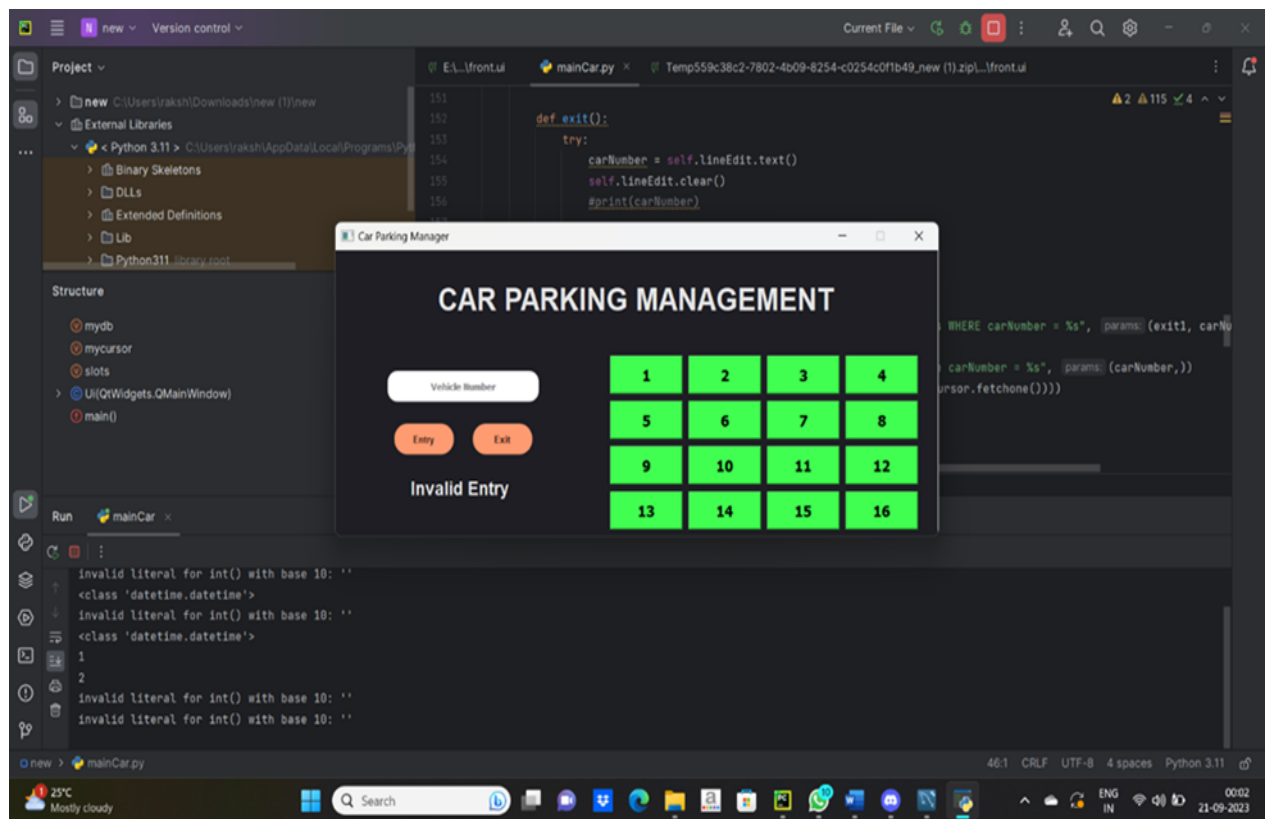 N new Version control Current File
Project
E:\...\front.ui mainCar.py Temp559c38c2-7802-4b09-8254-c0254c0f1b49_new (1).zip\...\front.ui
new C:\Users\raksh\Downloads\new (1)\new
External Libraries
< Python 3.11 > C:\Users\raksh\AppData\Local\Programs\Pyth
Binary Skeletons
DLLs
Extended Definitions
Lib
Python311 library root
2 115 4
151
152 def exit():
153 try:
154 carNumber = self.lineEdit.text()
155 self.lineEdit.clear()
156 #print(carNumber)
WHERE carNumber = %s", params: (exit1, carNu
carNumber = %s", params: (carNumber,))
ursor.fetchone())))
Structure
mydb
mycursor
slots
Ui(QtWidgets.QMainWindow)
main()
Car Parking Manager
CAR PARKING MANAGEMENT
Vehicle Number
Entry Exit
Invalid Entry
1 2 3 4
5 6 7 8
9 10 11 12
13 14 15 16
Run mainCar
invalid literal for int() with base 10: ''
<class 'datetime.datetime'>
invalid literal for int() with base 10: ''
<class 'datetime.datetime'>
1
2
invalid literal for int() with base 10: ''
invalid literal for int() with base 10: ''
new > mainCar.py 46:1 CRLF UTF-8 4 spaces Python 3.11
1 25°C
Mostly cloudy
Search
ENG
IN
00:02
21-09-2023